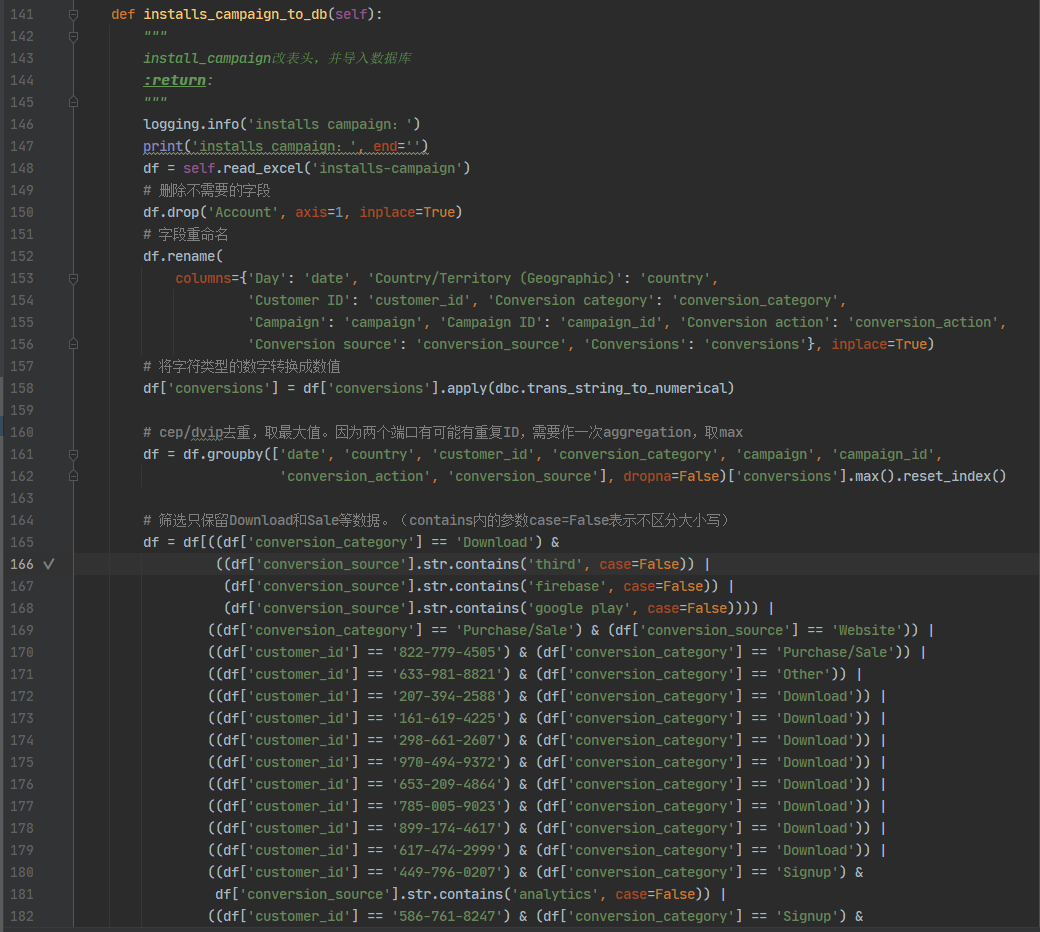 141 def installs_campaign_to_db(self):
142 """
143 install_campaign改表头，并导入数据库
144 :return:
145 """
146 logging.info('installs campaign：')
147 print('installs campaign：', end='')
148 df = self.read_excel('installs-campaign')
149 # 删除不需要的字段
150 df.drop('Account', axis=1, inplace=True)
151 # 字段重命名
152 df.rename(
153 columns={'Day': 'date', 'Country/Territory (Geographic)': 'country',
154 'Customer ID': 'customer_id', 'Conversion category': 'conversion_category',
155 'Campaign': 'campaign', 'Campaign ID': 'campaign_id', 'Conversion action': 'conversion_action',
156 'Conversion source': 'conversion_source', 'Conversions': 'conversions'}, inplace=True)
157 # 将字符类型的数字转换成数值
158 df['conversions'] = df['conversions'].apply(dbc.trans_string_to_numerical)
159
160 # cep/dvip去重，取最大值。因为两个端口有可能有重复ID，需要作一次aggregation，取max
161 df = df.groupby(['date', 'country', 'customer_id', 'conversion_category', 'campaign', 'campaign_id',
162 'conversion_action', 'conversion_source'], dropna=False)['conversions'].max().reset_index()
163
164 # 筛选只保留Download和Sale等数据。（contains内的参数case=False表示不区分大小写）
165 df = df[((df['conversion_category'] == 'Download') &
166 ((df['conversion_source'].str.contains('third', case=False)) |
167 (df['conversion_source'].str.contains('firebase', case=False)) |
168 (df['conversion_source'].str.contains('google play', case=False)))) |
169 ((df['conversion_category'] == 'Purchase/Sale') & (df['conversion_source'] == 'Website')) |
170 ((df['customer_id'] == '822-779-4505') & (df['conversion_category'] == 'Purchase/Sale')) |
171 ((df['customer_id'] == '633-981-8821') & (df['conversion_category'] == 'Other')) |
172 ((df['customer_id'] == '207-394-2588') & (df['conversion_category'] == 'Download')) |
173 ((df['customer_id'] == '161-619-4225') & (df['conversion_category'] == 'Download')) |
174 ((df['customer_id'] == '298-661-2607') & (df['conversion_category'] == 'Download')) |
175 ((df['customer_id'] == '970-494-9372') & (df['conversion_category'] == 'Download')) |
176 ((df['customer_id'] == '653-209-4864') & (df['conversion_category'] == 'Download')) |
177 ((df['customer_id'] == '785-005-9023') & (df['conversion_category'] == 'Download')) |
178 ((df['customer_id'] == '899-174-4617') & (df['conversion_category'] == 'Download')) |
179 ((df['customer_id'] == '617-474-2999') & (df['conversion_category'] == 'Download')) |
180 ((df['customer_id'] == '449-796-0207') & (df['conversion_category'] == 'Signup') &
181 df['conversion_source'].str.contains('analytics', case=False)) |
182 ((df['customer_id'] == '586-761-8247') & (df['conversion_category'] == 'Signup') &